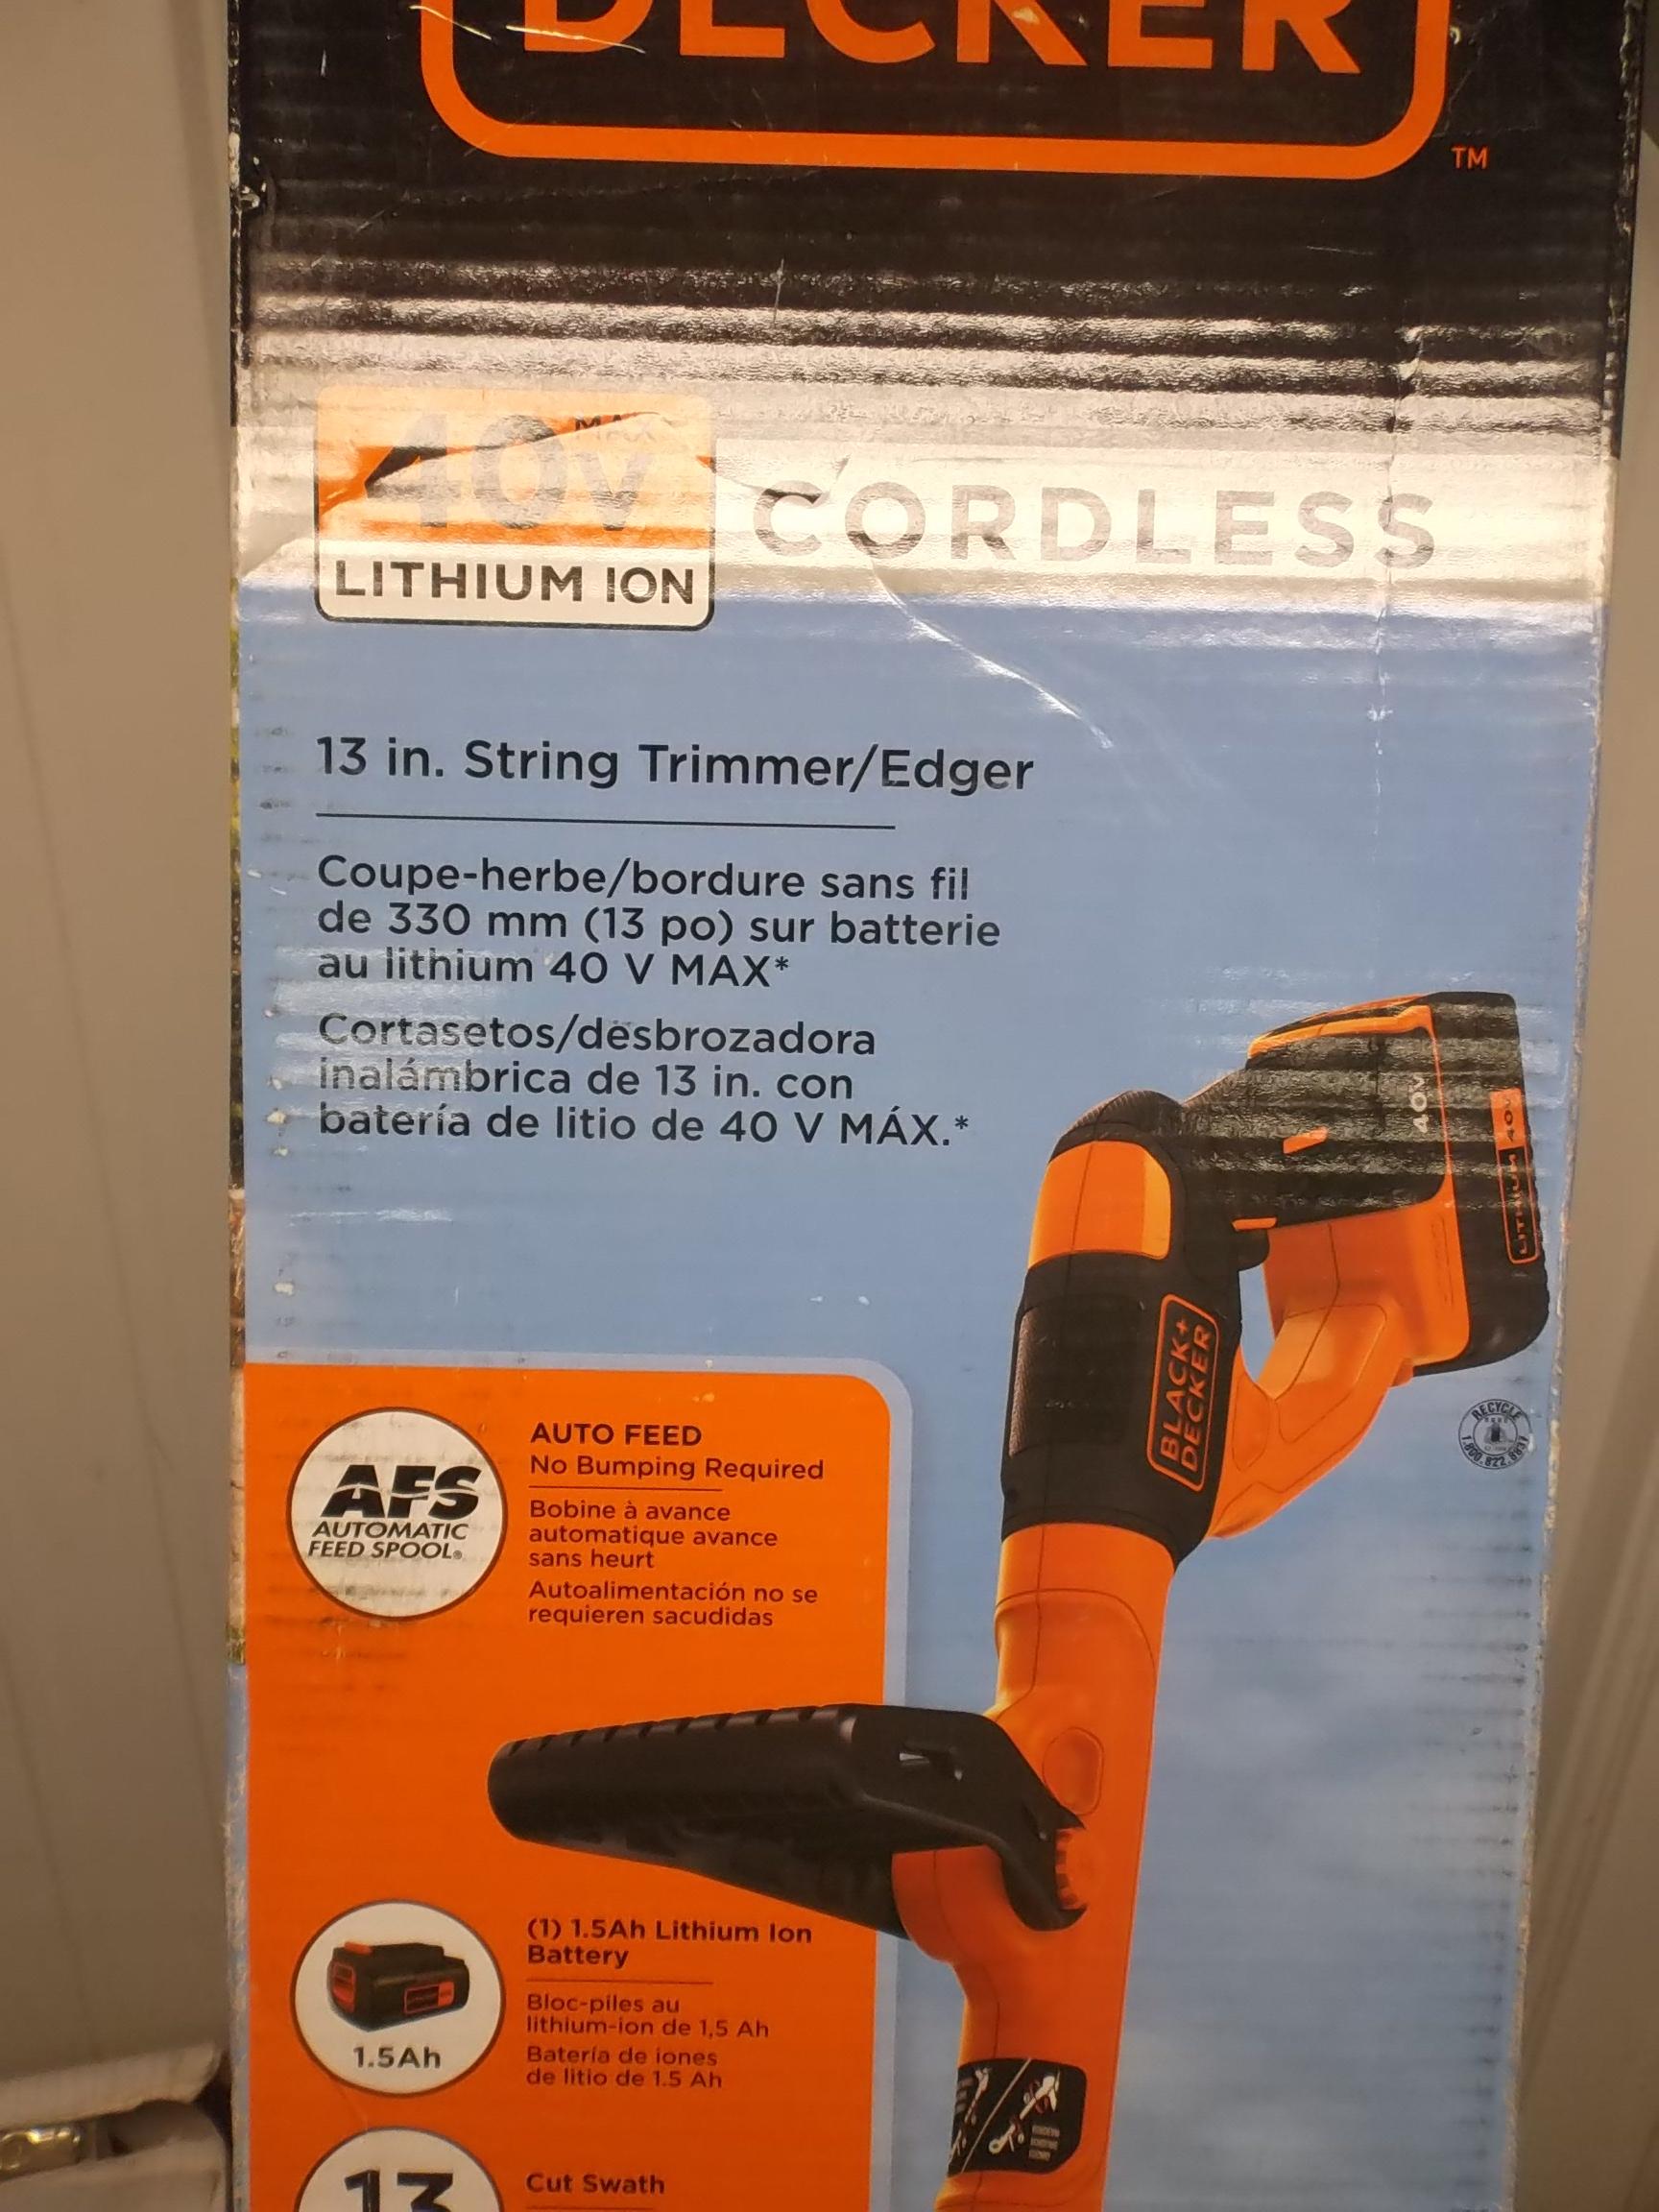 DECKER
TM
40V MAX
LITHIUM ION
CORDLESS
13 in. String Trimmer/Edger
Coupe-herbe/bordure sans fil
de 330 mm (13 po) sur batterie
au lithium 40 V MAX*
Cortasetos/desbrozadora
inalámbrica de 13 in. con
batería de litio de 40 V MÁX.*
40V
LITHIUM 40V
BLACK+
DECKER
RECYCLE
1.800.822.8837
AFS
AUTOMATIC
FEED SPOOL®
AUTO FEED
No Bumping Required
Bobine à avance
automatique avance
sans heurt
Autoalimentación no se
requieren sacudidas
1.5Ah
(1) 1.5Ah Lithium Ion
Battery
Bloc-piles au
lithium-ion de 1,5 Ah
Batería de iones
de litio de 1.5 Ah
13
Cut Swath